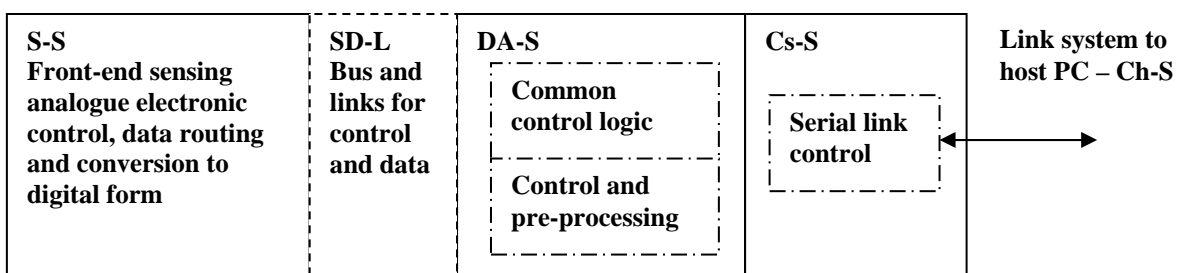 S-S
Front-end sensing
analogue electronic
control, data routing
and conversion to
digital form
SD-L
Bus and
links for
control
and data
DA-S
Common
control logic
Control and
pre-processing
Cs-S
Serial link
control
Link system to
host PC – Ch-S